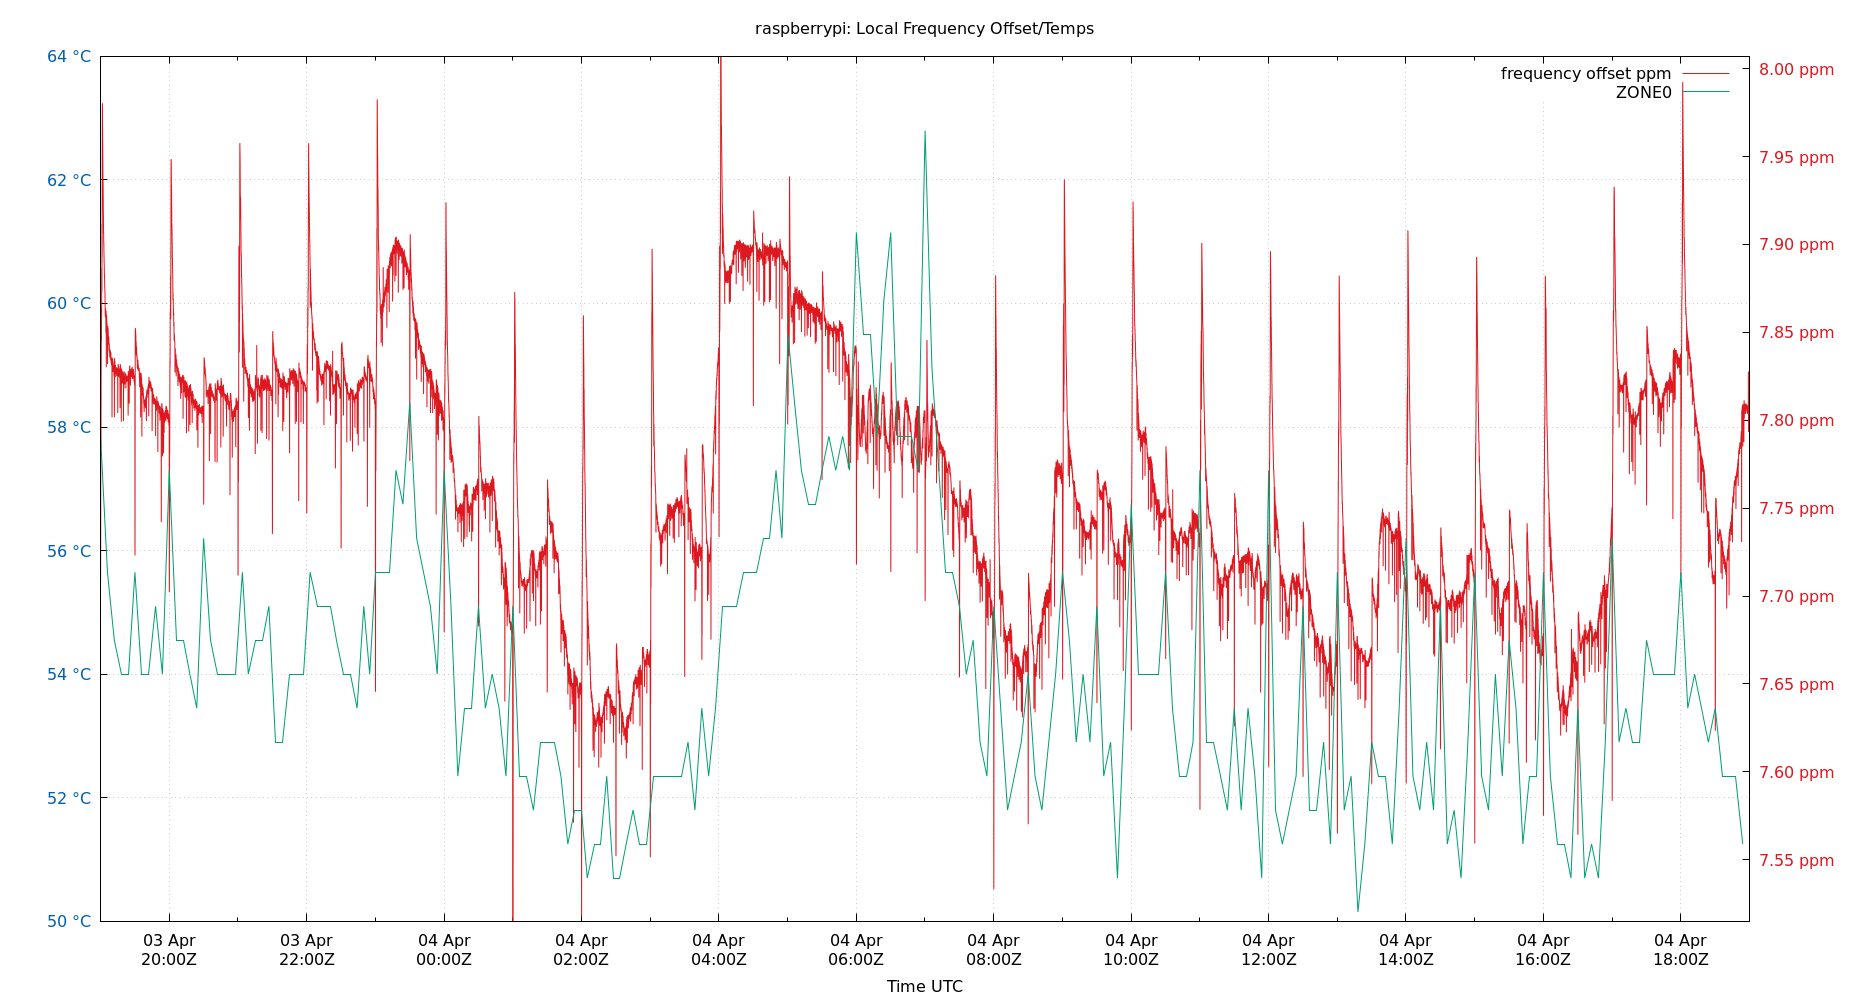 raspberrypi: Local Frequency Offset/Temps
64 °C
62 °C
60 °C
58 °C
56 °C
54 °C
52 °C
50 °C
frequency offset ppm
ZONE0
8.00 ppm
7.95 ppm
7.90 ppm
7.85 ppm
7.80 ppm
7.75 ppm
7.70 ppm
7.65 ppm
7.60 ppm
7.55 ppm
03 Apr 03 Apr 04 Apr 04 Apr 04 Apr 04 Apr 04 Apr 04 Apr 04 Apr 04 Apr 04 Apr 04 Apr
20:00Z 22:00Z 00:00Z 02:00Z 04:00Z 06:00Z 08:00Z 10:00Z 12:00Z 14:00Z 16:00Z 18:00Z
Time UTC